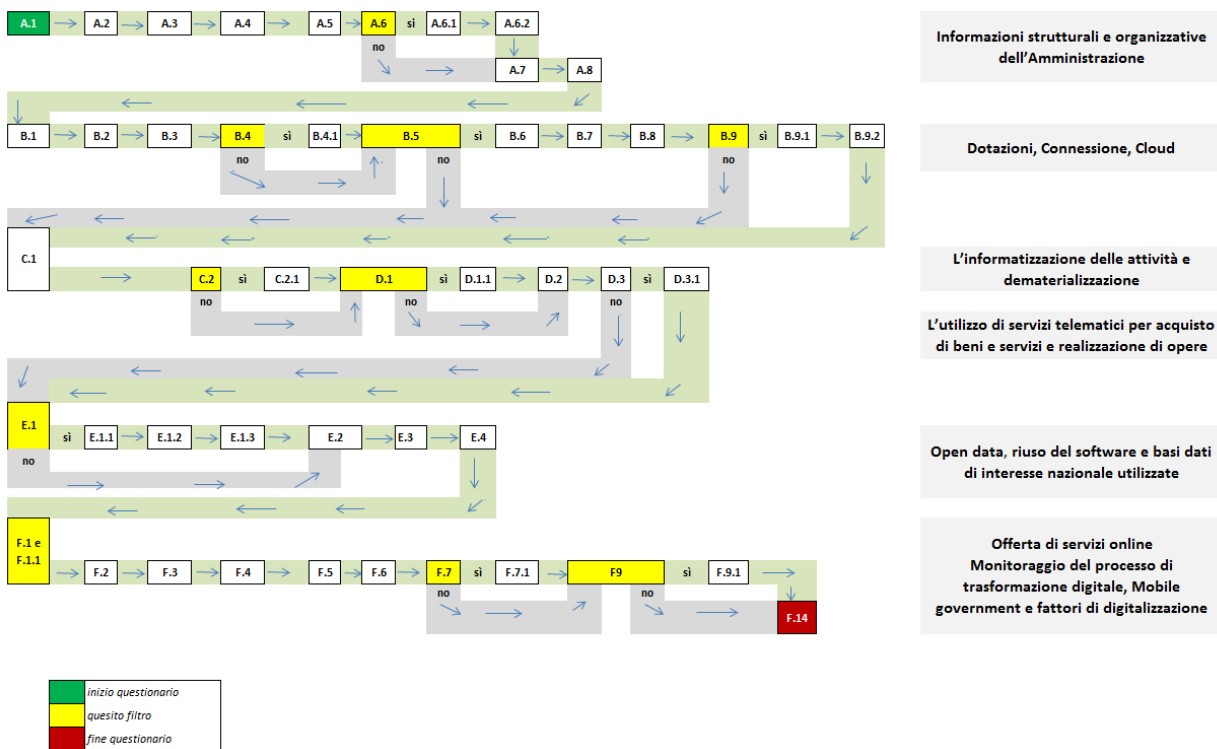 A.1 A.2 A.3 A.4 A.5 A.6 sì A.6.1 A.6.2
no
A.7 A.8
Informazioni strutturali e organizzative
dell'Amministrazione
B.1 B.2 B.3 B.4 sì B.4.1 B.5 sì B.6 B.7 B.8 B.9 sì B.9.1 B.9.2
no no no
Dotazioni, Connessione, Cloud
C.1
C.2 sì C.2.1 D.1 sì D.1.1 D.2 D.3 sì D.3.1
no no no
L'informatizzazione delle attività e
dematerializzazione
L'utilizzo di servizi telematici per acquisto
di beni e servizi e realizzazione di opere
E.1
sì E.1.1 E.1.2 E.1.3 E.2 E.3 E.4
no
Open data, riuso del software e basi dati
di interesse nazionale utilizzate
F.1 e
F.1.1
F.2 F.3 F.4 F.5 F.6 F.7 sì F.7.1 F9 sì F.9.1
no no
F.14
Offerta di servizi online
Monitoraggio del processo di
trasformazione digitale, Mobile
government e fattori di digitalizzazione
inizio questionario
quesito filtro
fine questionario